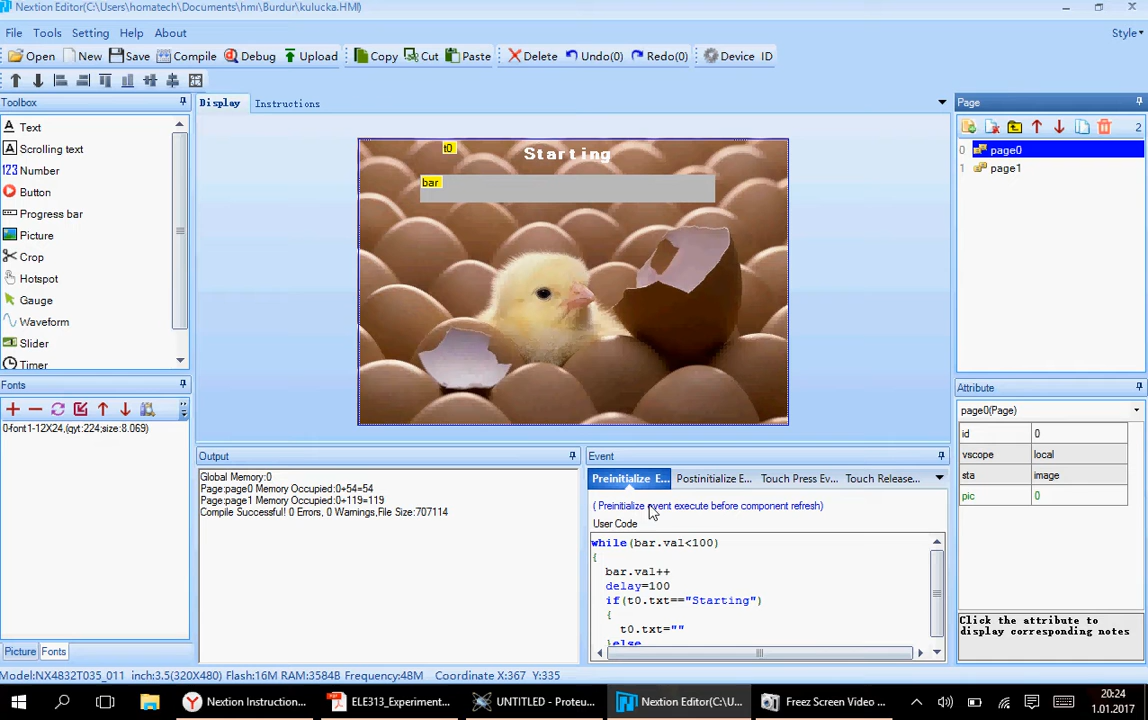 Nextion Editor(C:\Users\homatech\Documents\hmi\Burdur\kulucka.HMI)
File Tools Setting Help About
Style
Open New Save Compile Debug Upload Copy Cut Paste Delete Undo(0) Redo(0) Device ID
Toolbox
Display Instructions
Page
A Text
A Scrolling text
123 Number
Button
Progress bar
Picture
Crop
Hotspot
Gauge
Waveform
Slider
Timer
t0
Starting
bar
2
0 page0
1 page1
Fonts
0-font1-12X24,(qyt:224;size:8.069)
Picture Fonts
Output
Global Memory:0
Page:page0 Memory Occupied:0+54=54
Page:page1 Memory Occupied:0+119=119
Compile Successful! 0 Errors, 0 Warnings,File Size:707114
Event
Preinitialize E... Postinitialize E... Touch Press Ev... Touch Release...
( Preinitialize event execute before component refresh)
User Code
while(bar.val<100)
{
bar.val++
delay=100
if(t0.txt=="Starting")
{
t0.txt=""
}else
Attribute
page0(Page)
id 0
vscope local
sta image
pic 0
Click the attribute to
display corresponding notes
Model:NX4832T035_011 inch:3.5(320X480) Flash:16M RAM:3584B Frequency:48M Coordinate X:367 Y:335
Nextion Instruction... ELE313_Experiment... UNTITLED - Proteu... Nextion Editor(C:\U... Freez Screen Video ...
20:24
1.01.2017